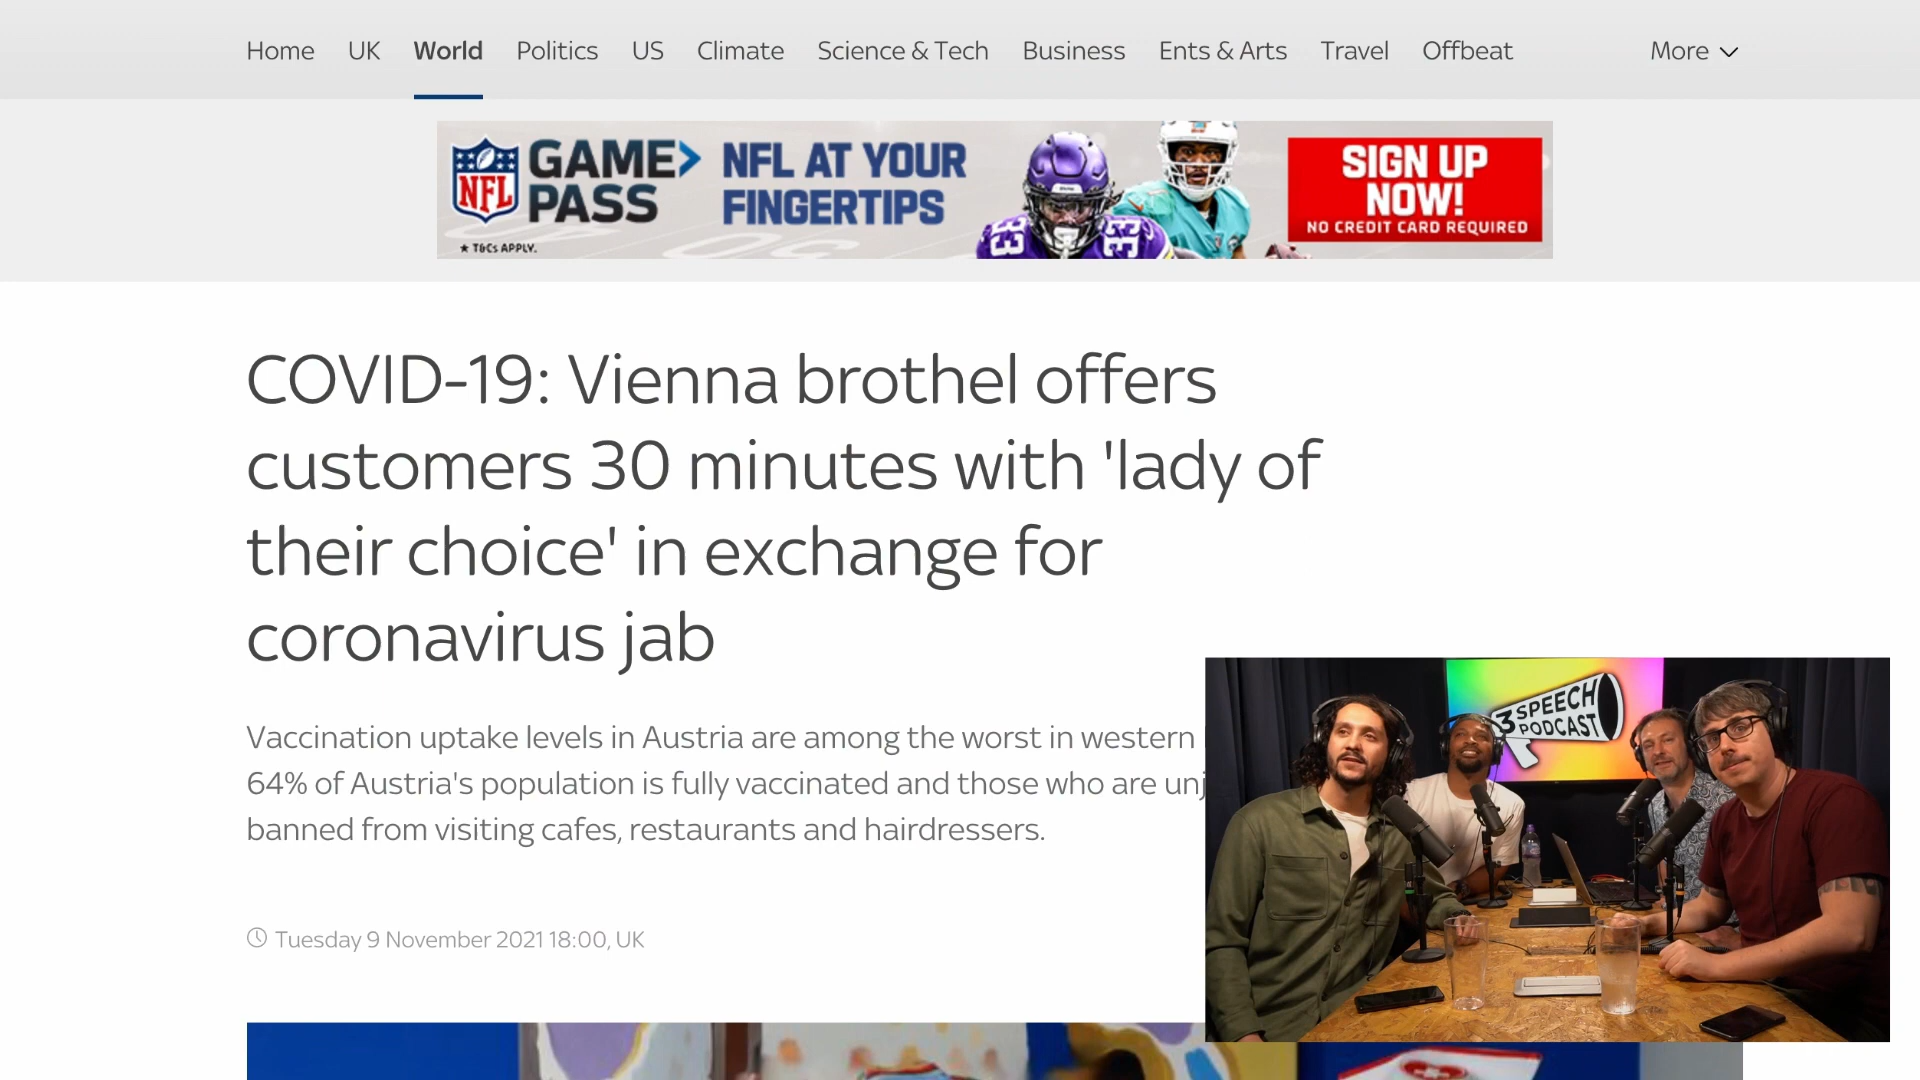 Home UK World Politics US Climate Science & Tech Business Ents & Arts Travel Offbeat More
NFL
GAME
PASS
★ T&Cs APPLY.
NFL AT YOUR
FINGERTIPS
33 33
SIGN UP
NOW!
NO CREDIT CARD REQUIRED
COVID-19: Vienna brothel offers
customers 30 minutes with 'lady of
their choice' in exchange for
coronavirus jab
Vaccination uptake levels in Austria are among the worst in western
64% of Austria's population is fully vaccinated and those who are unj
banned from visiting cafes, restaurants and hairdressers.
Tuesday 9 November 2021 18:00, UK
3 SPEECH
PODCAST